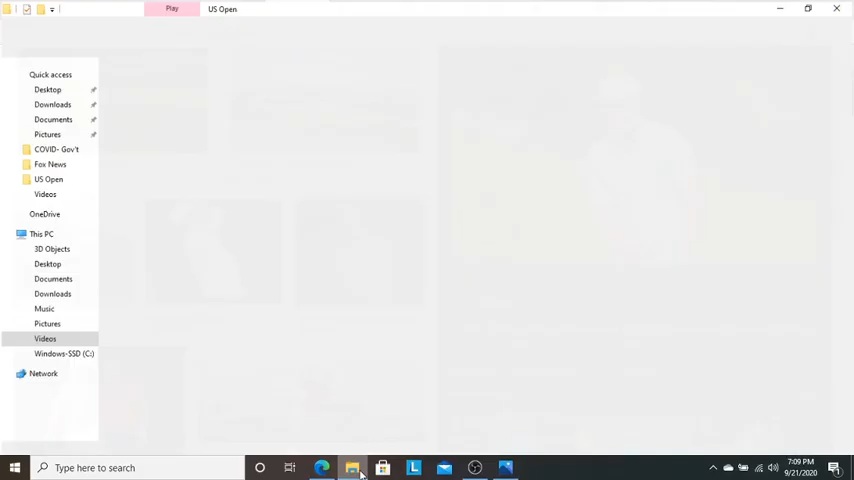 Play
US Open
Quick access
Desktop
Downloads
Documents
Pictures
COVID- Gov't
Fox News
US Open
Videos
OneDrive
This PC
3D Objects
Desktop
Documents
Downloads
Music
Pictures
Videos
Windows-SSD (C:)
Network
Type here to search
L
7:09 PM
9/21/2020
1